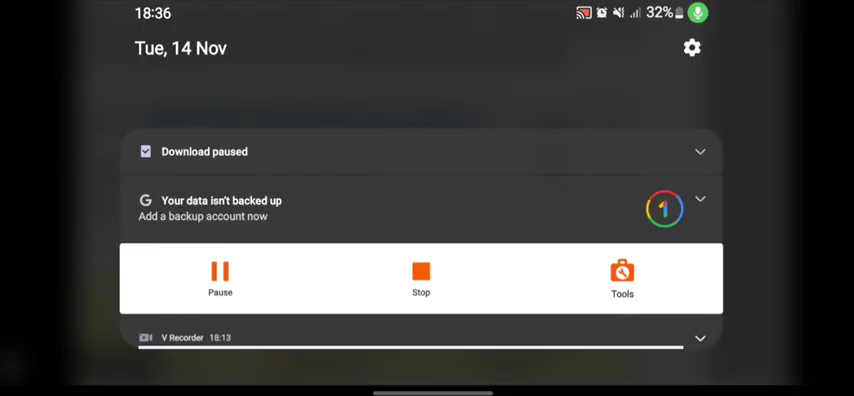 18:36
32%
Tue, 14 Nov
Download paused
G Your data isn't backed up
Add a backup account now
1
Pause
Stop
Tools
V Recorder 18:13